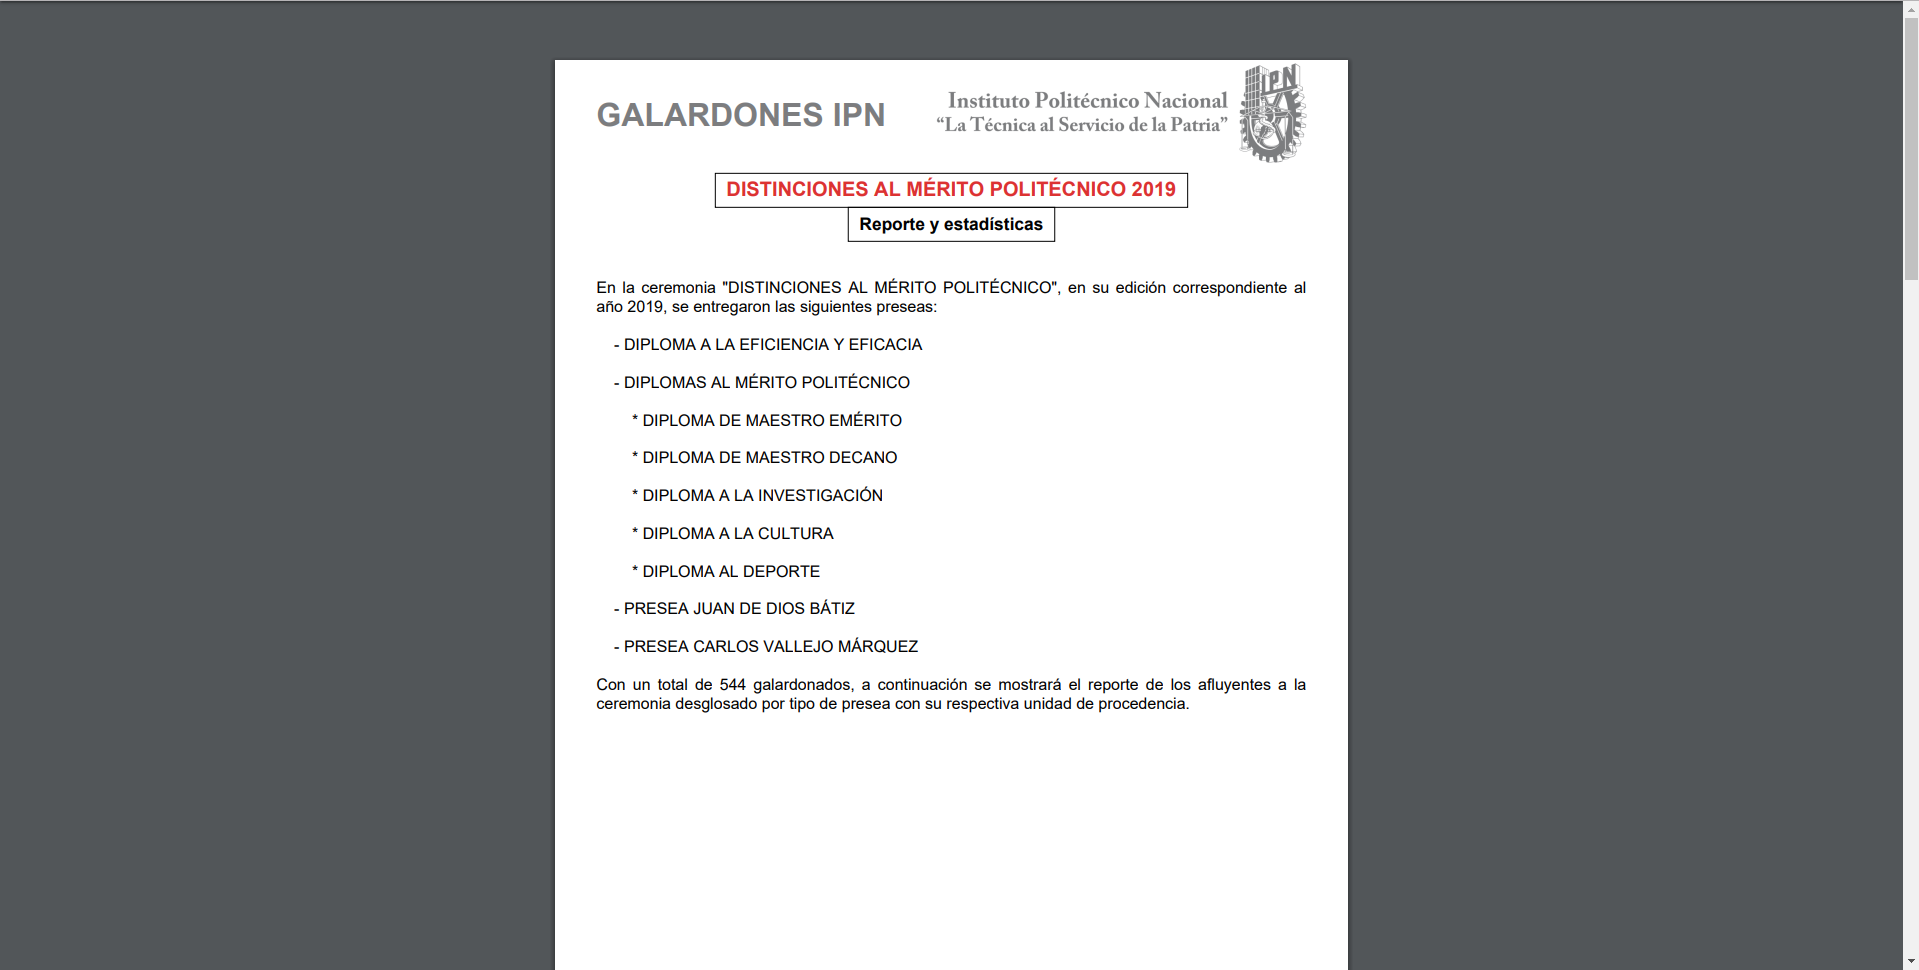 GALARDONES IPN
Instituto Politécnico Nacional
“La Técnica al Servicio de la Patria”
IPN
DISTINCIONES AL MÉRITO POLITÉCNICO 2019
Reporte y estadísticas
En la ceremonia "DISTINCIONES AL MÉRITO POLITÉCNICO", en su edición correspondiente al
año 2019, se entregaron las siguientes preseas:
- DIPLOMA A LA EFICIENCIA Y EFICACIA
- DIPLOMAS AL MÉRITO POLITÉCNICO
* DIPLOMA DE MAESTRO EMÉRITO
* DIPLOMA DE MAESTRO DECANO
* DIPLOMA A LA INVESTIGACIÓN
* DIPLOMA A LA CULTURA
* DIPLOMA AL DEPORTE
- PRESEA JUAN DE DIOS BÁTIZ
- PRESEA CARLOS VALLEJO MÁRQUEZ
Con un total de 544 galardonados, a continuación se mostrará el reporte de los afluyentes a la
ceremonia desglosado por tipo de presea con su respectiva unidad de procedencia.